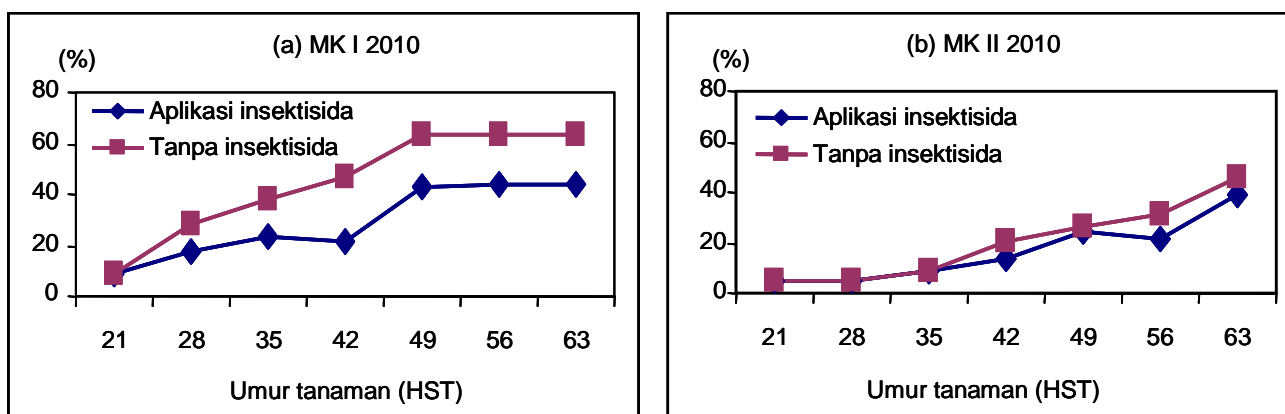 (a) MK I 2010
(%)
80
60
40
20
0
Aplikasi insektisida
Tanpa insektisida
21 28 35 42 49 56 63
Umur tanaman (HST)
(b) MK II 2010
(%)
80
60
40
20
0
Aplikasi insektisida
Tanpa insektisida
21 28 35 42 49 56 63
Umur tanaman (HST)